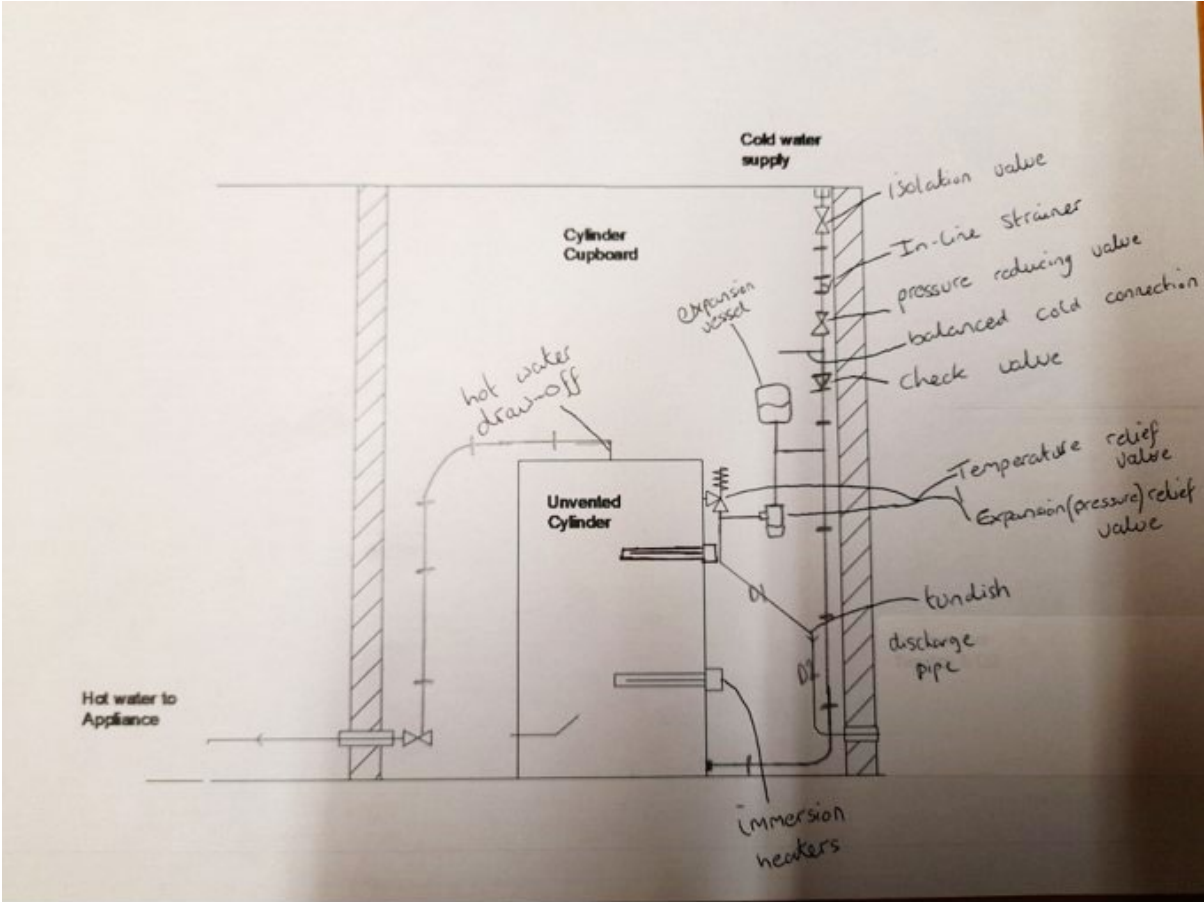 Cold water
supply
isolation valve
In-line strainer
pressure reducing valve
balanced cold connection
check valve
Cylinder
Cupboard
expansion
vessel
hot water
draw-off
Temperature relief
valve
Expansion(pressure)relief
valve
Unvented
Cylinder
D1
tundish
D2
discharge
pipe
Hot water to
Appliance
immersion
heaters